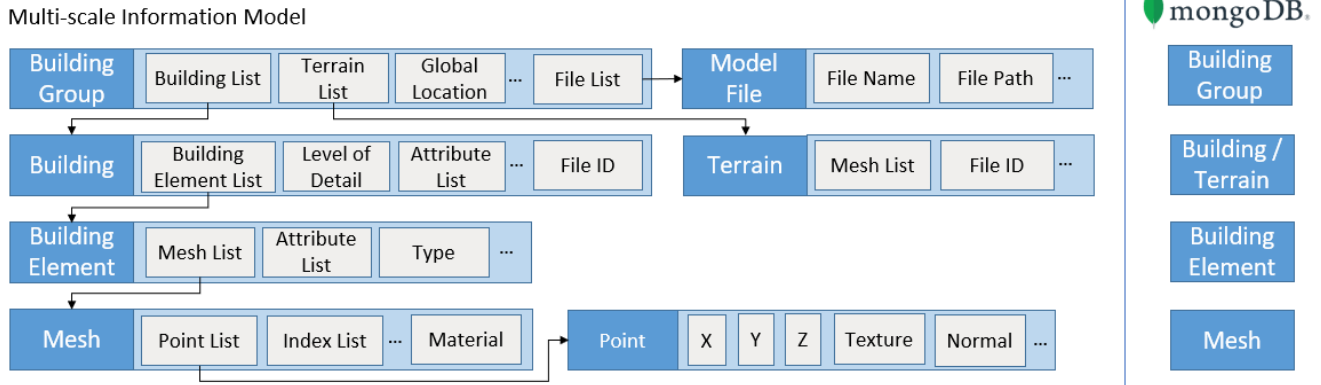 Multi-scale Information Model
mongoDB.
Building
Group
Building List
Terrain
List
Global
Location
...
File List
Model
File
File Name
File Path
...
Building
Group
Building
Building
Element List
Level of
Detail
Attribute
List
...
File ID
Terrain
Mesh List
File ID
...
Building /
Terrain
Building
Element
Mesh List
Attribute
List
Type
...
Building
Element
Mesh
Point List
Index List
...
Material
Point
X
Y
Z
Texture
Normal
...
Mesh